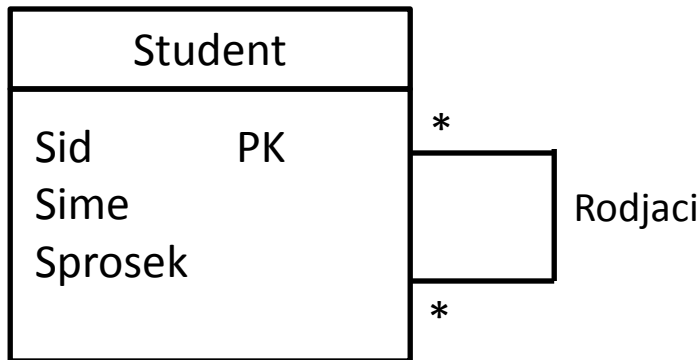 Student
*
Sid PK
Sime
Rodjaci
Sprosek
*